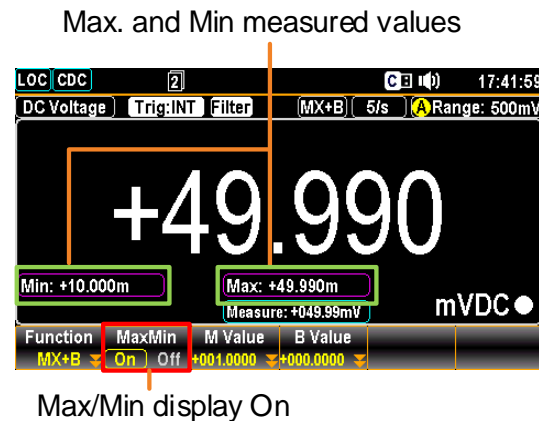 Max. and Min measured values
LOC CDC 2 C 17:41:59
DC Voltage Trig:INT Filter MX+B 5/s A Range: 500mV
+49.990
Min: +10.000m Max: +49.990m
Measure: +049.99mV mVDC
Function MaxMin M Value B Value
MX+B On Off +001.0000 +000.0000
Max/Min display On